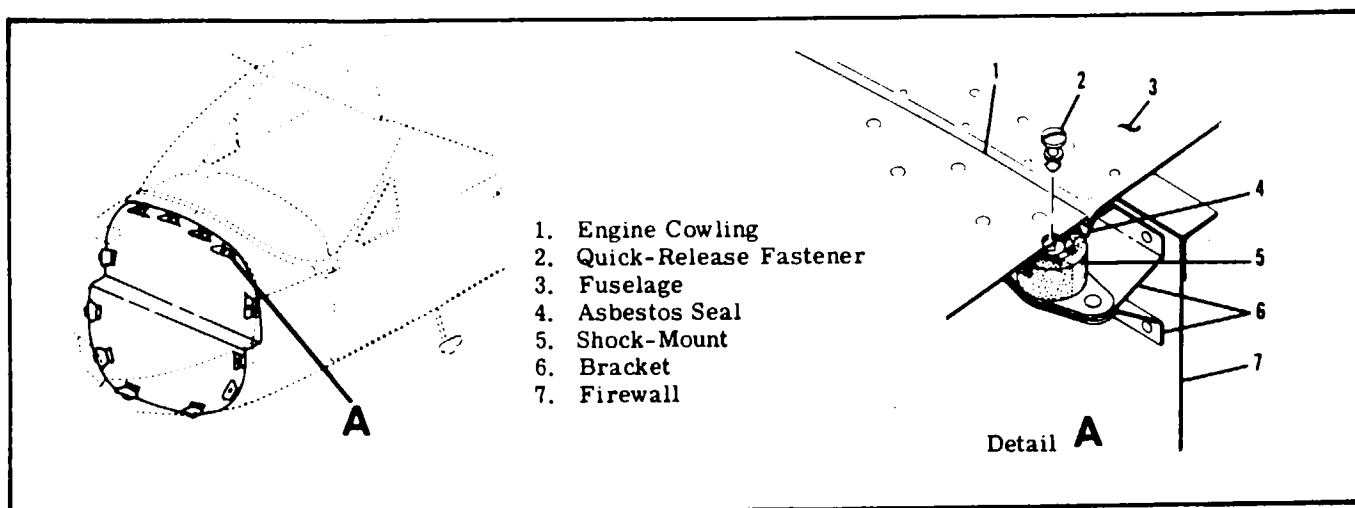 A
1. Engine Cowling
2. Quick-Release Fastener
3. Fuselage
4. Asbestos Seal
5. Shock-Mount
6. Bracket
7. Firewall
1
2
3
4
5
6
7
Detail A